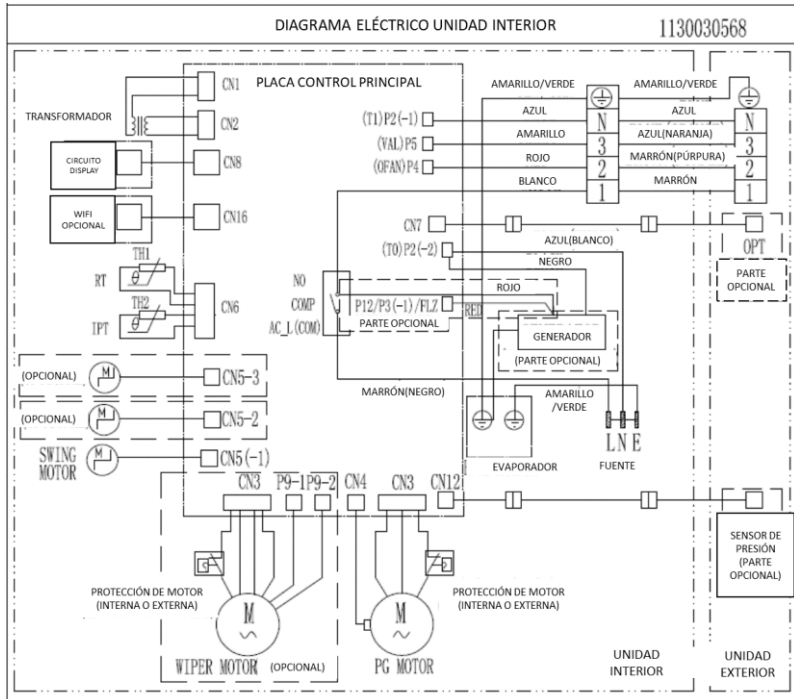 DIAGRAMA ELÉCTRICO UNIDAD INTERIOR
1130030568
TRANSFORMADOR
CN1
CN2
PLACA CONTROL PRINCIPAL
CIRCUITO
DISPLAY
CN8
WIFI
OPCIONAL
CN16
RT
TH1
θ
IPT
TH2
θ
CN6
(OPCIONAL)
M
CN5-3
(OPCIONAL)
M
CN5-2
SWING
MOTOR
M
CN5(-1)
(T1)P2(-1)
(VAL)P5
(OFAN)P4
AMARILLO/VERDE
AZUL
AMARILLO
ROJO
BLANCO
N
3
2
1
AMARILLO/VERDE
AZUL
AZUL(NARANJA)
MARRÓN(PÚRPURA)
MARRÓN
N
3
2
1
CN7
OPT
PARTE
OPCIONAL
(T0)P2(-2)
AZUL(BLANCO)
NEGRO
NO
COMP
AC_L(COM)
ROJO
P12/P3(-1)/FLZ
RED
PARTE OPCIONAL
GENERADOR
(PARTE OPCIONAL)
MARRÓN(NEGRO)
AMARILLO
/VERDE
EVAPORADOR
L N E
FUENTE
CN3
P9-1
P9-2
CN4
CN3
CN12
SENSOR DE
PRESIÓN
(PARTE
OPCIONAL)
PROTECCIÓN DE MOTOR
(INTERNA O EXTERNA)
M
WIPER MOTOR
(OPCIONAL)
M
PG MOTOR
PROTECCIÓN DE MOTOR
(INTERNA O EXTERNA)
UNIDAD
INTERIOR
UNIDAD
EXTERIOR